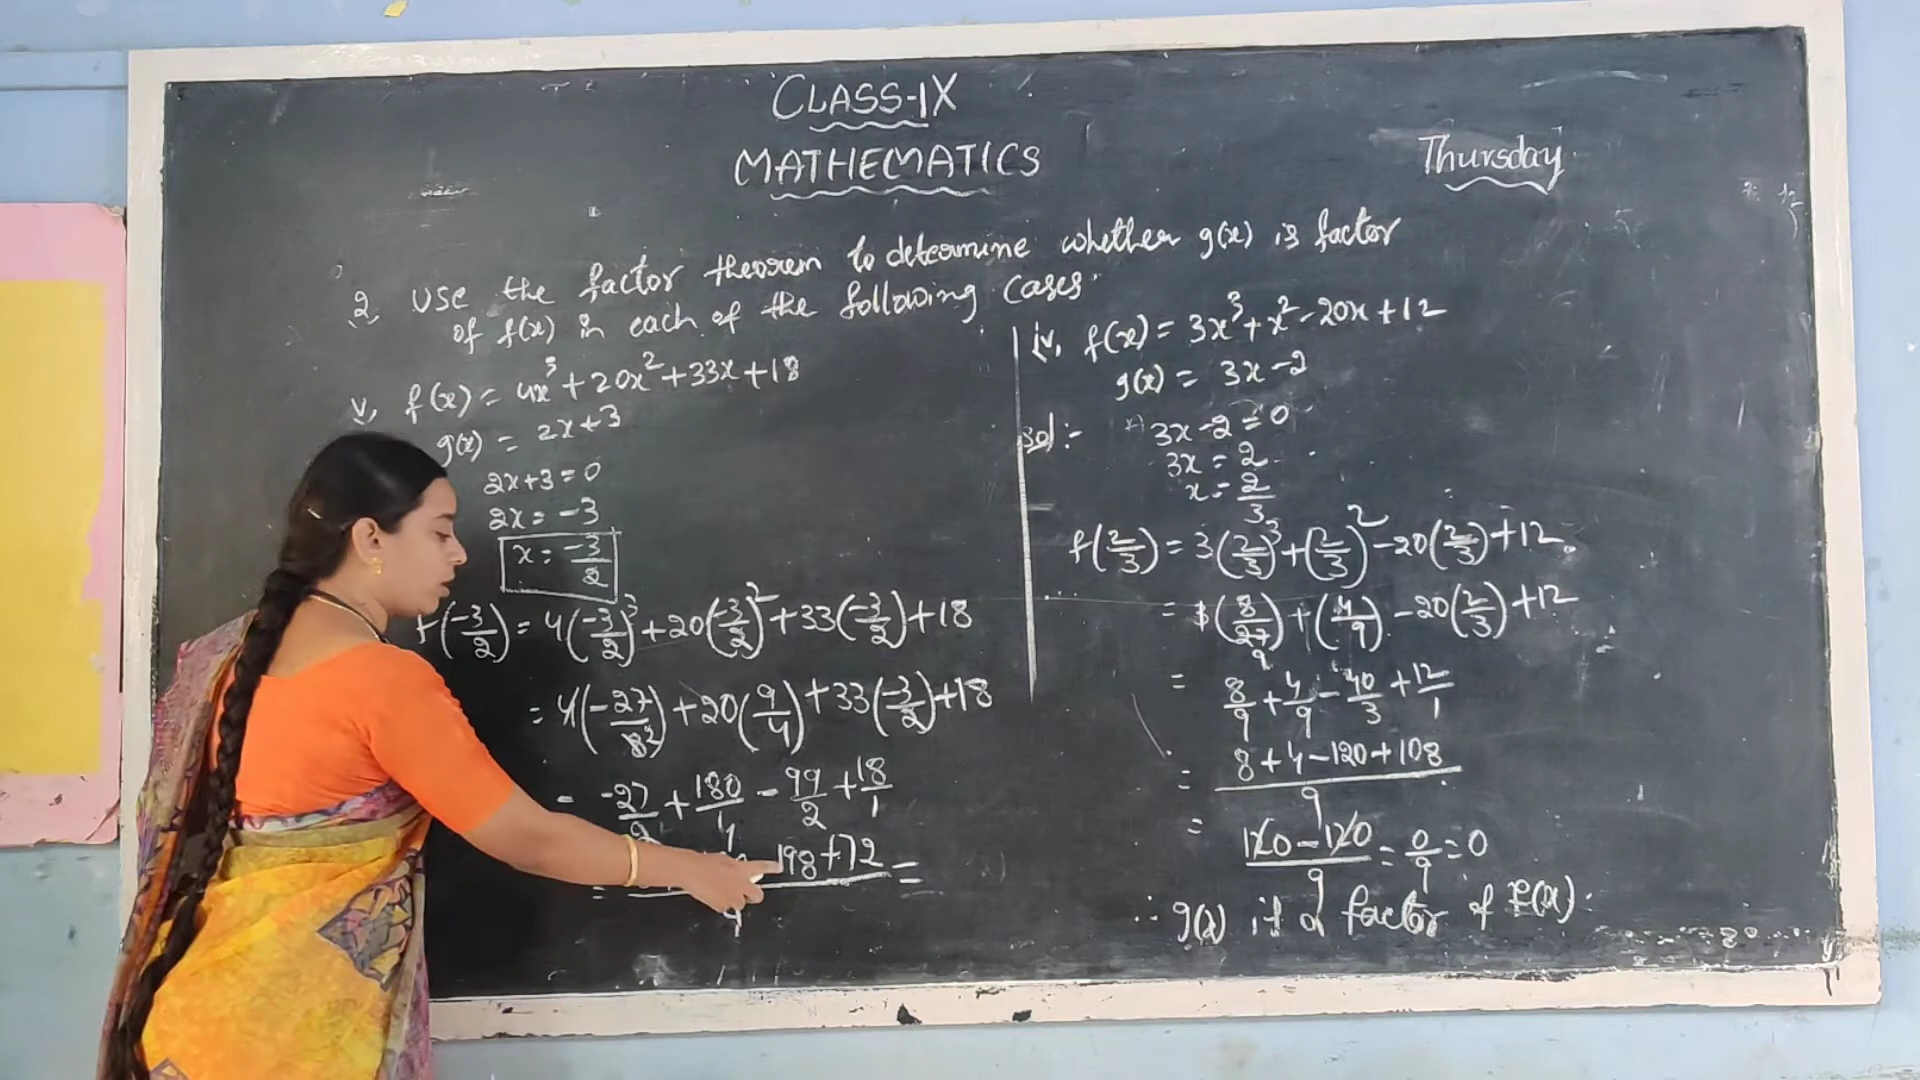 CLASS-IX
MATHEMATICS
Thursday
2, Use the factor theorem to determine whether g(x) is factor
of f(x) in each of the following cases.
v, f(x) = 4x³ + 20x² + 33x + 18
g(x) = 2x+3
2x+3 = 0
2x = -3
x = -3/2
f(-3/2) = 4(-3/2)³ + 20(-3/2)² + 33(-3/2) + 18
= 4(-27/8) + 20(9/4) + 33(-3/2) + 18
= -27/2 + 180/4 - 99/2 + 18/1
= 198 + 72 / 4 =
iv, f(x) = 3x³ + x² - 20x + 12
g(x) = 3x - 2
Sol :- 3x - 2 = 0
3x = 2
x = 2/3
f(2/3) = 3(2/3)³ + (2/3)² - 20(2/3) + 12
= (8/27) + (4/9) - 20(2/3) + 12
9
= 8/9 + 4/9 - 40/3 + 12/1
= 8 + 4 - 120 + 108 / 9
= 120 - 120 / 9 = 0/9 = 0
∴ g(x) is a factor of f(x).